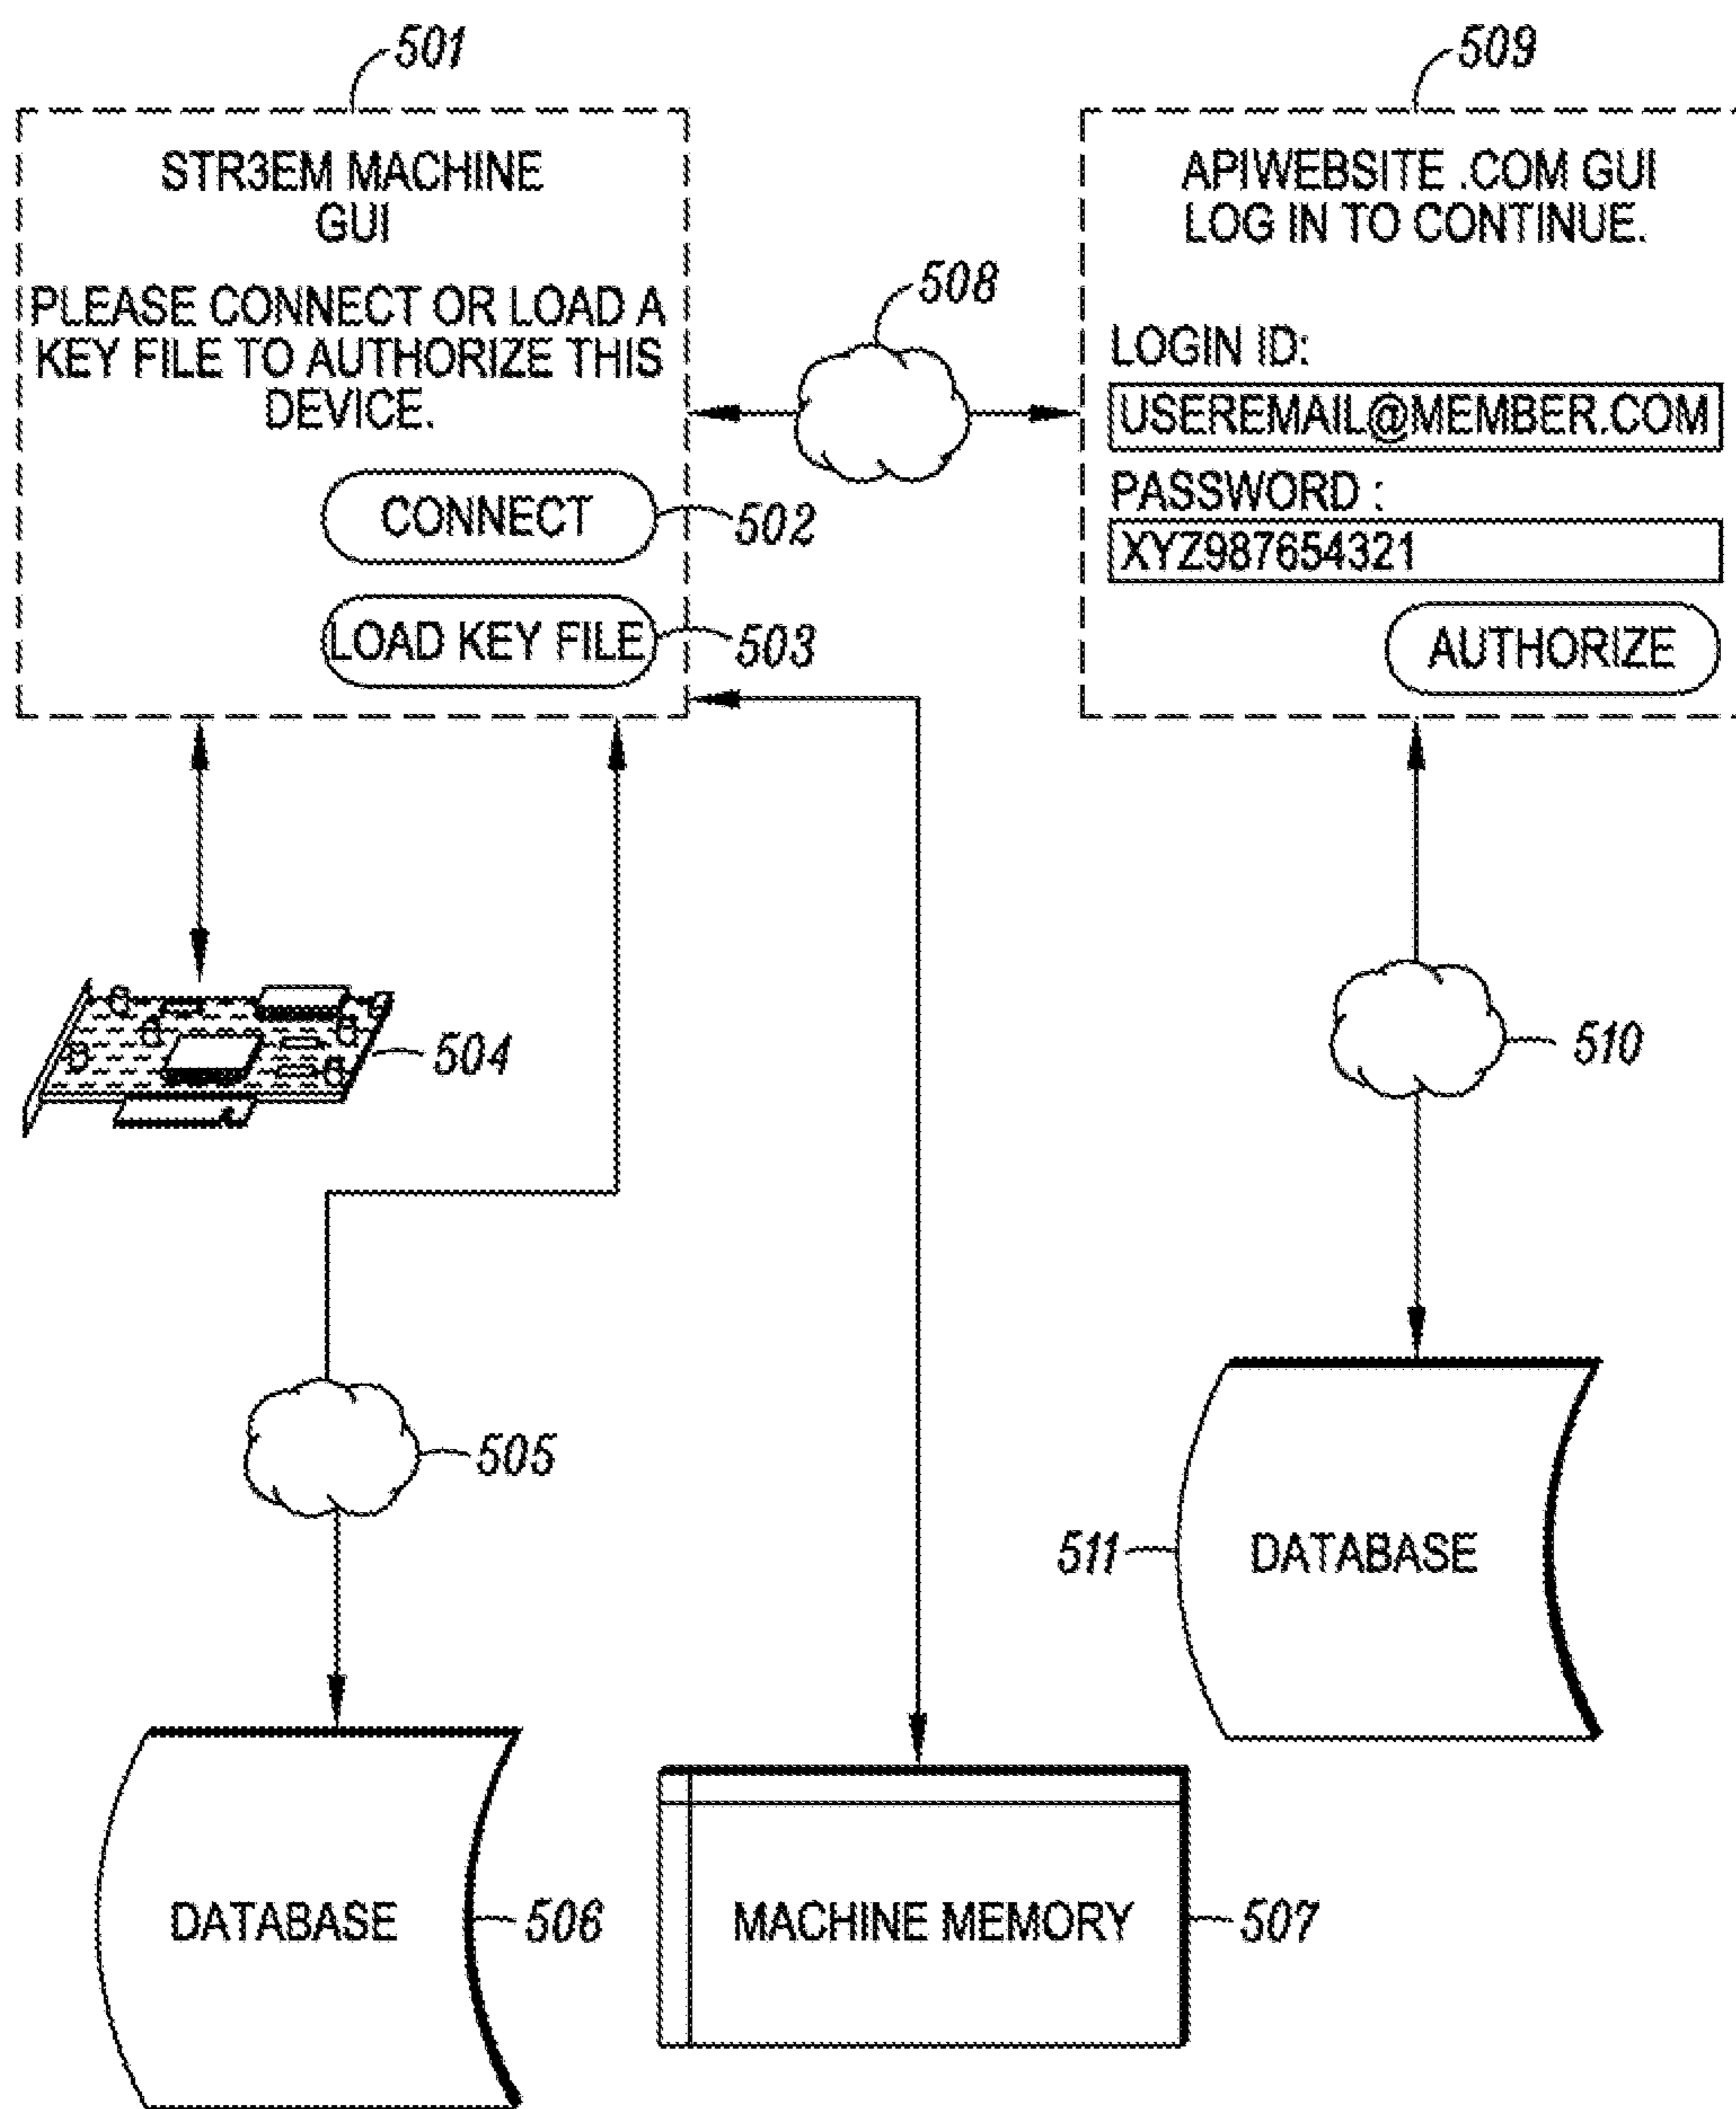 501
509
STR3EM MACHINE
GUI
PLEASE CONNECT OR LOAD A
KEY FILE TO AUTHORIZE THIS
DEVICE.
CONNECT
502
LOAD KEY FILE
503
508
APIWEBSITE .COM GUI
LOG IN TO CONTINUE.
LOGIN ID:
USEREMAIL@MEMBER.COM
PASSWORD :
XYZ987654321
AUTHORIZE
504
510
505
511
DATABASE
DATABASE
506
MACHINE MEMORY
507